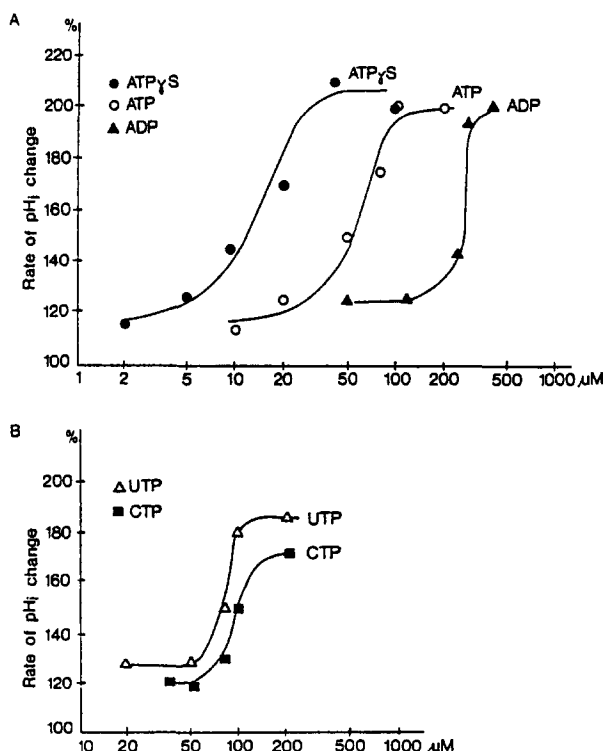 A
%
220
200
180
160
140
120
100
Rate of pHi change
● ATPγS
○ ATP
▲ ADP
ATPγS
ATP
ADP
1 2 5 10 20 50 100 200 500 1000 μM
B
%
200
180
150
140
120
100
Rate of pHi change
△ UTP
■ CTP
UTP
CTP
10 20 50 100 200 500 1000 μM